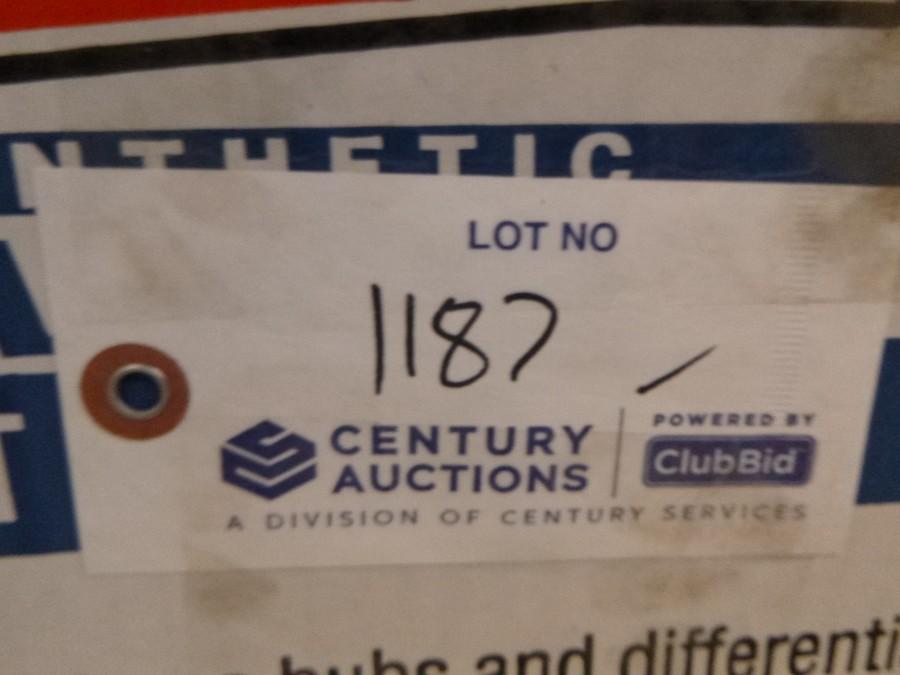 NTHETIC
LOT NO
1187
CENTURY
AUCTIONS
POWERED BY
ClubBid
A DIVISION OF CENTURY SERVICES
hubs and differenti